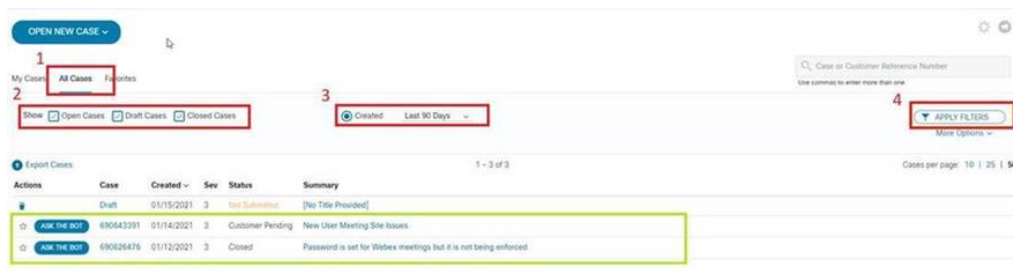 OPEN NEW CASE
1
My Cases All Cases Favorites
Case or Customer Reference Number
Use commas to enter more than one
2
3
4
Show Open Cases Draft Cases Closed Cases
Created Last 90 Days
APPLY FILTERS
More Options
Export Cases
1 - 3 of 3
Cases per page: 10 | 25 |
Actions Case Created Sev Status Summary
Draft 01/15/2021 3 Not Submitted [No Title Provided]
ASK THE BOT 690643391 01/14/2021 3 Customer Pending New User Meeting Site Issues
ASK THE BOT 690626476 01/12/2021 3 Closed Password is set for Webex meetings but it is not being enforced